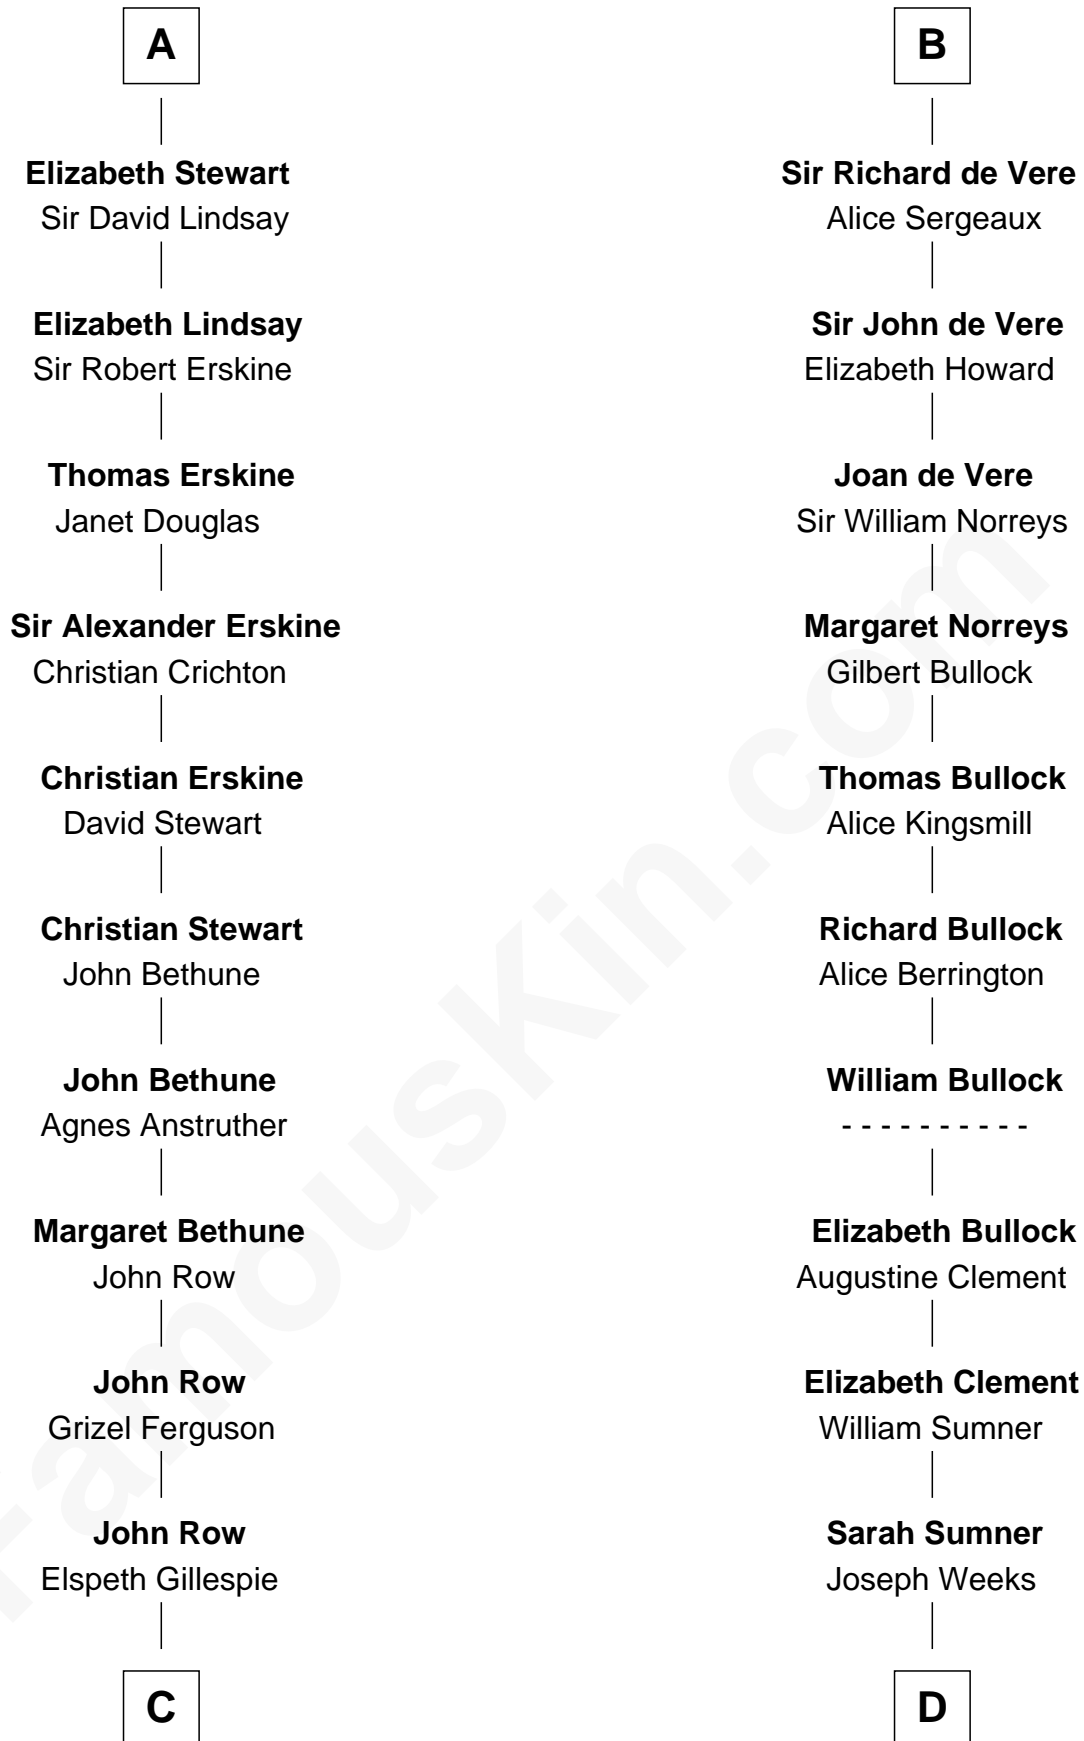 A
Elizabeth Stewart
Sir David Lindsay
Elizabeth Lindsay
Sir Robert Erskine
Thomas Erskine
Janet Douglas
Sir Alexander Erskine
Christian Crichton
Christian Erskine
David Stewart
Christian Stewart
John Bethune
John Bethune
Agnes Anstruther
Margaret Bethune
John Row
John Row
Grizel Ferguson
John Row
Elspeth Gillespie
C
B
Sir Richard de Vere
Alice Sergeaux
Sir John de Vere
Elizabeth Howard
Joan de Vere
Sir William Norreys
Margaret Norreys
Gilbert Bullock
Thomas Bullock
Alice Kingsmill
Richard Bullock
Alice Berrington
William Bullock
- - - - - - - - - -
Elizabeth Bullock
Augustine Clement
Elizabeth Clement
William Sumner
Sarah Sumner
Joseph Weeks
D
FamousKin.com